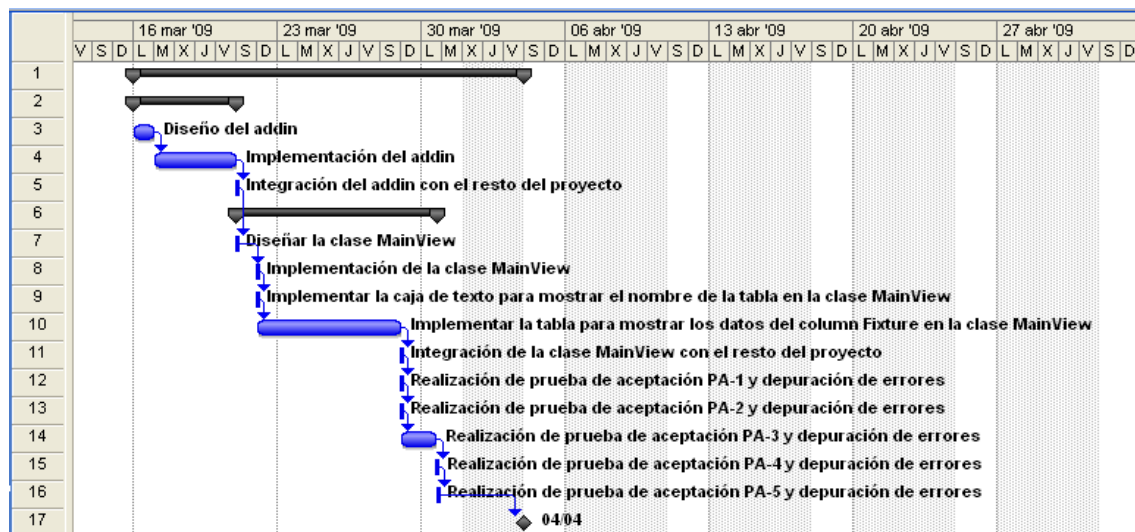 16 mar '09 23 mar '09 30 mar '09 06 abr '09 13 abr '09 20 abr '09 27 abr '09
V S D L M X J V S D L M X J V S D L M X J V S D L M X J V S D L M X J V S D L M X J V S D L M X J V S D
1
2
3 Diseño del addin
4 Implementación del addin
5 Integración del addin con el resto del proyecto
6
7 Diseñar la clase MainView
8 Implementación de la clase MainView
9 Implementar la caja de texto para mostrar el nombre de la tabla en la clase MainView
10 Implementar la tabla para mostrar los datos del column Fixture en la clase MainView
11 Integración de la clase MainView con el resto del proyecto
12 Realización de prueba de aceptación PA-1 y depuración de errores
13 Realización de prueba de aceptación PA-2 y depuración de errores
14 Realización de prueba de aceptación PA-3 y depuración de errores
15 Realización de prueba de aceptación PA-4 y depuración de errores
16 Realización de prueba de aceptación PA-5 y depuración de errores
17 04/04